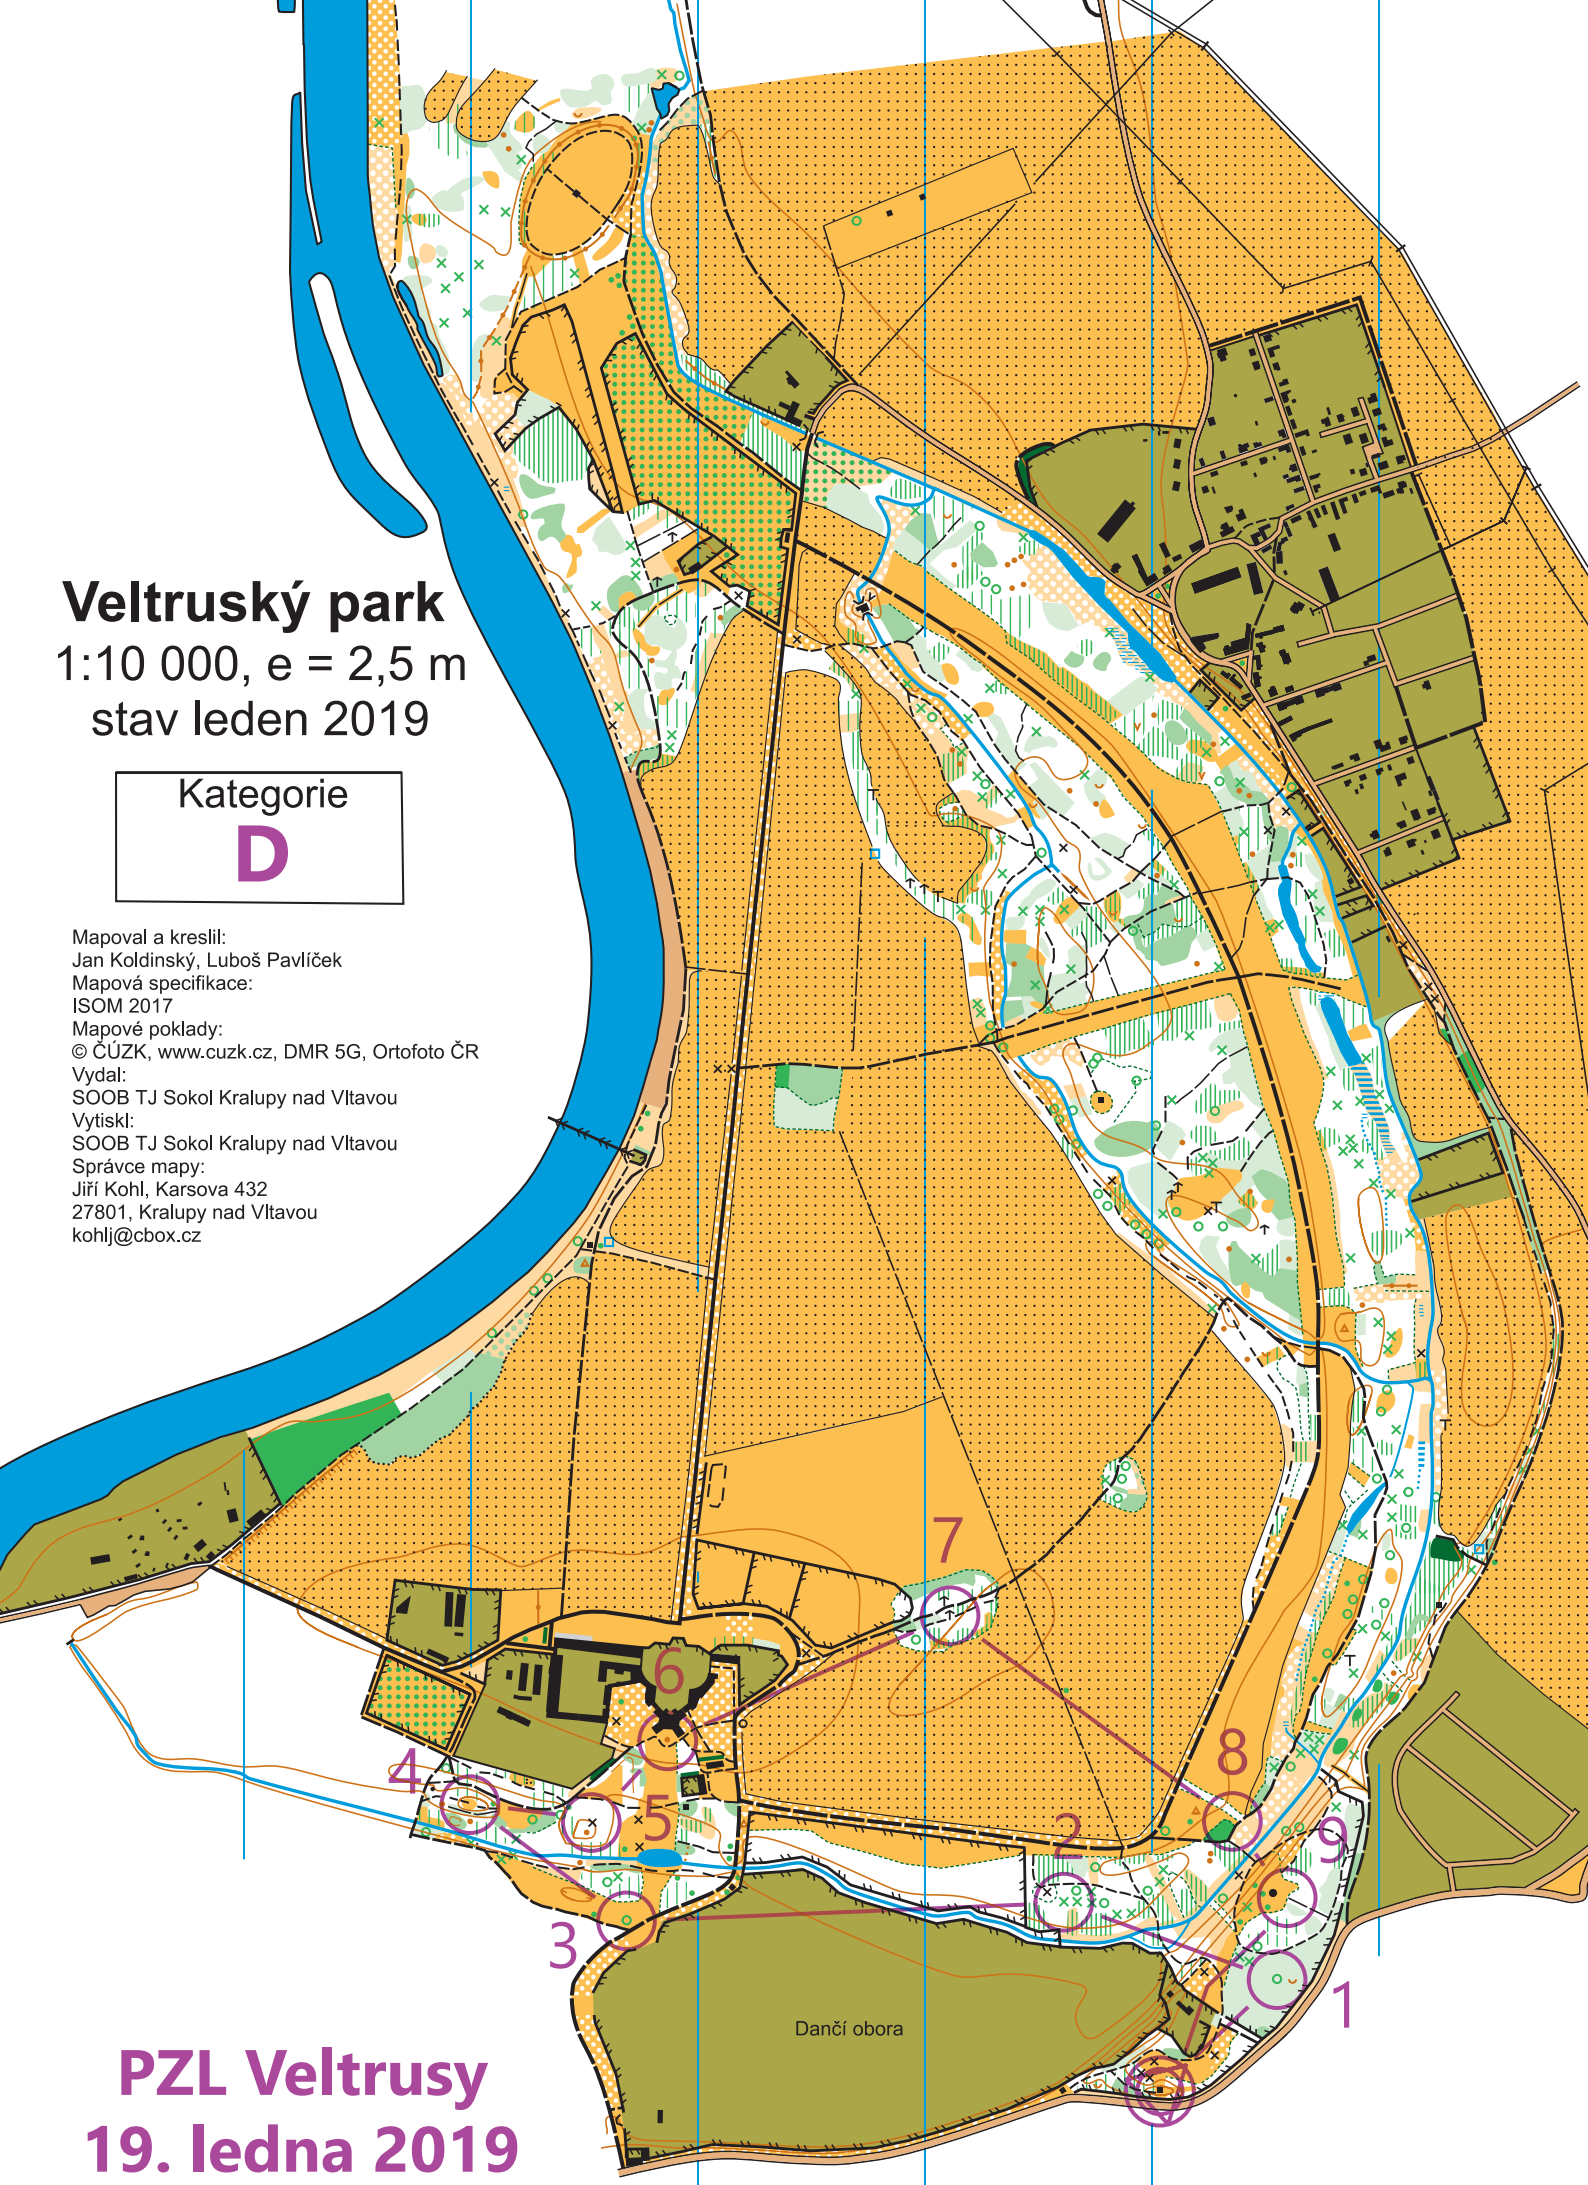 Veltruský park
1:10 000, e = 2,5 m
stav leden 2019
Kategorie
D
Mapoval a kreslil:
Jan Koldinský, Luboš Pavlíček
Mapová specifikace:
ISOM 2017
Mapové poklady:
© ČÚZK, www.cuzk.cz, DMR 5G, Ortofoto ČR
Vydal:
SOOB TJ Sokol Kralupy nad Vltavou
Vytiskl:
SOOB TJ Sokol Kralupy nad Vltavou
Správce mapy:
Jiří Kohl, Karsova 432
27801, Kralupy nad Vltavou
kohlj@cbox.cz
7
6
8
4
5
2
9
3
1
Dančí obora
PZL Veltrusy
19. ledna 2019